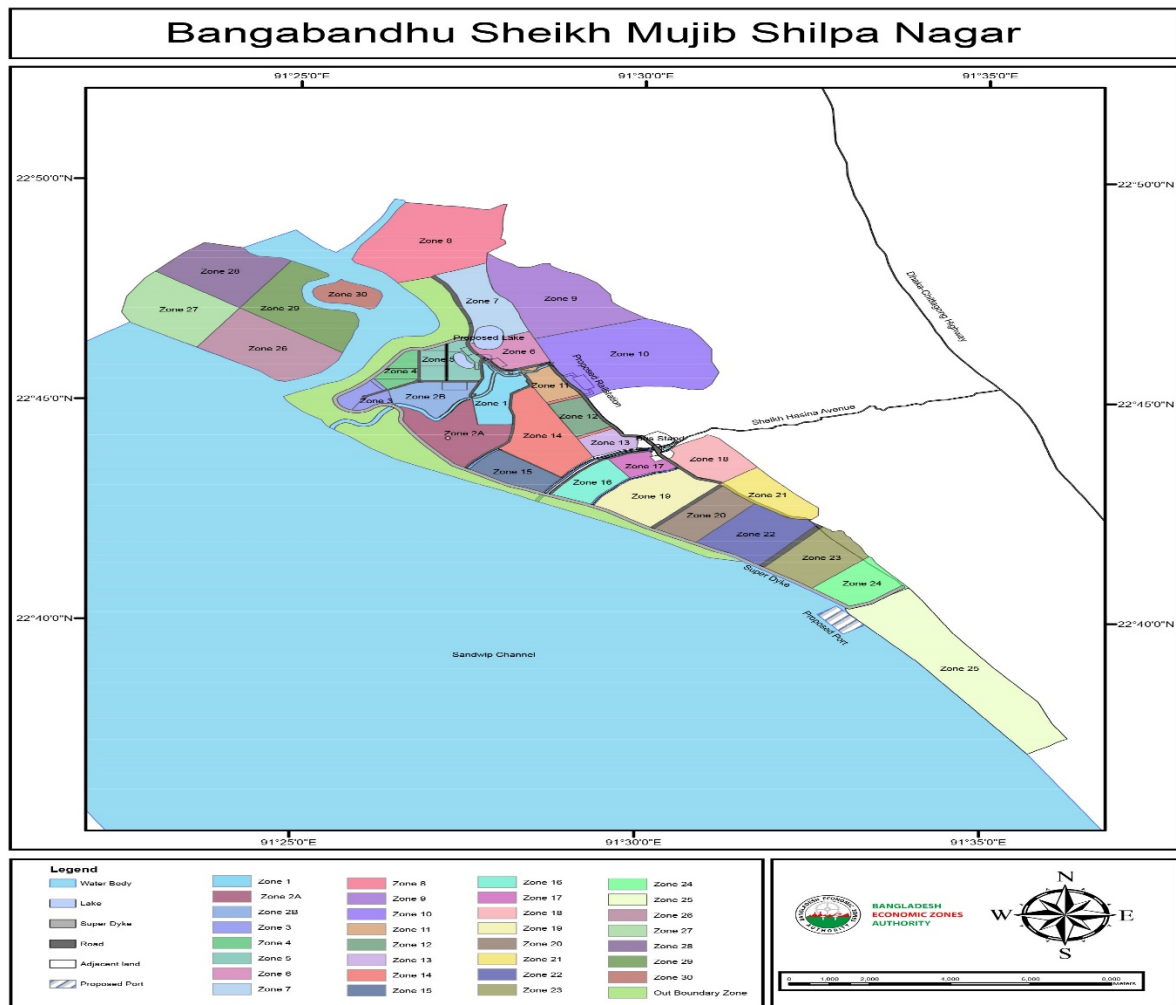 Bangabandhu Sheikh Mujib Shilpa Nagar
91°25'0"E 91°30'0"E 91°35'0"E
22°50'0"N 22°50'0"N
Zone 8
Zone 28
Zone 9
Zone 30
Zone 7
Zone 27
Zone 29
Dhaka-Chittagong Highway
Proposed Lake
Zone 26
Zone 6
Zone 10
Zone 5
Zone 4
Proposed Railstation
Zone 11
22°45'0"N 22°45'0"N
Zone 3
Zone 2B
Zone 1
Zone 12
Sheikh Hasina Avenue
Zone 2A
Zone 14
Zone 13
Bus Stand
Zone 18
Zone 15
Zone 17
Zone 16
Zone 19
Zone 21
Zone 20
Zone 22
Zone 23
Super Dyke
Zone 24
22°40'0"N 22°40'0"N
Proposed Port
Sandwip Channel
Zone 25
91°25'0"E 91°30'0"E 91°35'0"E
Legend
Water Body
Lake
Super Dyke
Road
Adjacent land
Proposed Port
Zone 1
Zone 2A
Zone 2B
Zone 3
Zone 4
Zone 5
Zone 6
Zone 7
Zone 8
Zone 9
Zone 10
Zone 11
Zone 12
Zone 13
Zone 14
Zone 15
Zone 16
Zone 17
Zone 18
Zone 19
Zone 20
Zone 21
Zone 22
Zone 23
Zone 24
Zone 25
Zone 26
Zone 27
Zone 28
Zone 29
Zone 30
Out Boundary Zone
BANGLADESH ECONOMIC ZONES
AUTHORITY
BANGLADESH
ECONOMIC ZONES
AUTHORITY
N
W E
S
0 1,000 2,000 4,000 6,000 8,000
Meters